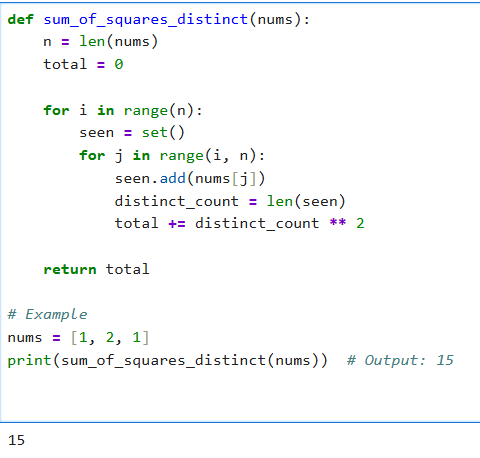 def sum_of_squares_distinct(nums):
    n = len(nums)
    total = 0

    for i in range(n):
        seen = set()
        for j in range(i, n):
            seen.add(nums[j])
            distinct_count = len(seen)
            total += distinct_count ** 2

    return total

# Example
nums = [1, 2, 1]
print(sum_of_squares_distinct(nums))  # Output: 15
15